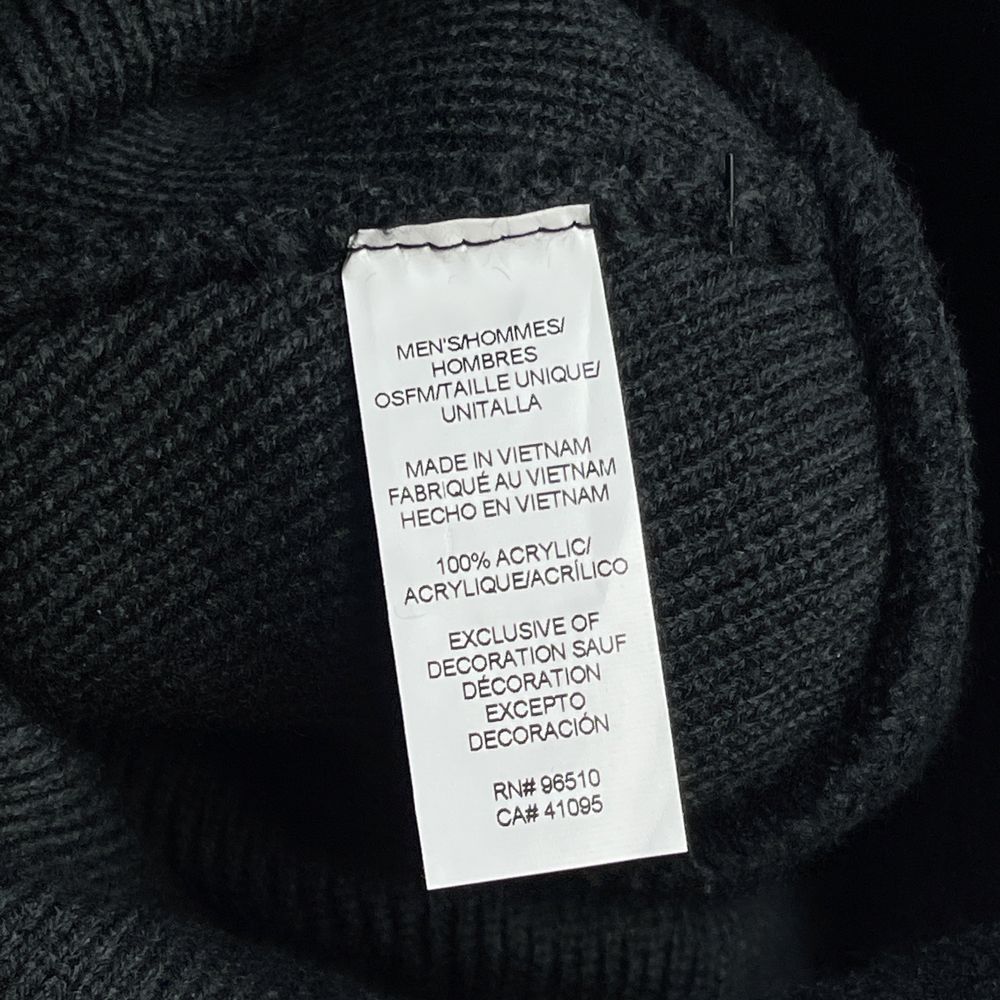 MEN'S/HOMMES/
HOMBRES
OSFM/TAILLE UNIQUE/
UNITALLA
MADE IN VIETNAM
FABRIQUÉ AU VIETNAM
HECHO EN VIETNAM
100% ACRYLIC/
ACRYLIQUE/ACRÍLICO
EXCLUSIVE OF
DECORATION SAUF
DÉCORATION
EXCEPTO
DECORACIÓN
RN# 96510
CA# 41095